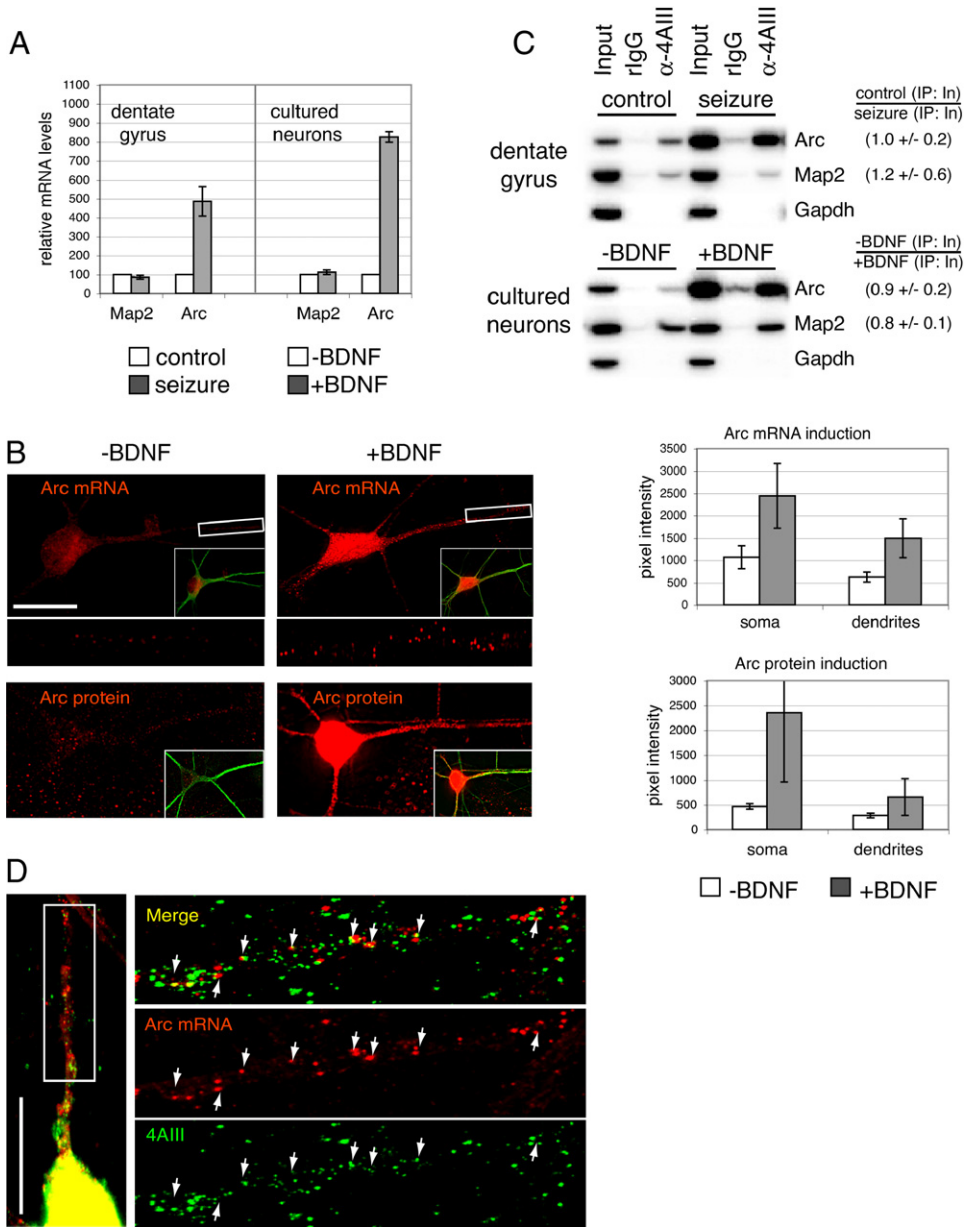 A
relative mRNA levels
1100
1000
900
800
700
600
500
400
300
200
100
0
dentate
gyrus
cultured
neurons
Map2 Arc Map2 Arc
control -BDNF
seizure +BDNF
C
Input rIgG α-4AIII Input rIgG α-4AIII
control seizure
control (IP: In)
seizure (IP: In)
dentate
gyrus
Arc (1.0 +/- 0.2)
Map2 (1.2 +/- 0.6)
Gapdh
-BDNF +BDNF
-BDNF (IP: In)
+BDNF (IP: In)
cultured
neurons
Arc (0.9 +/- 0.2)
Map2 (0.8 +/- 0.1)
Gapdh
B
-BDNF +BDNF
Arc mRNA Arc mRNA
Arc protein Arc protein
Arc mRNA induction
pixel intensity
3500
3000
2500
2000
1500
1000
500
0
soma dendrites
Arc protein induction
pixel intensity
3000
2500
2000
1500
1000
500
0
soma dendrites
-BDNF +BDNF
D
Merge
Arc mRNA
4AIII